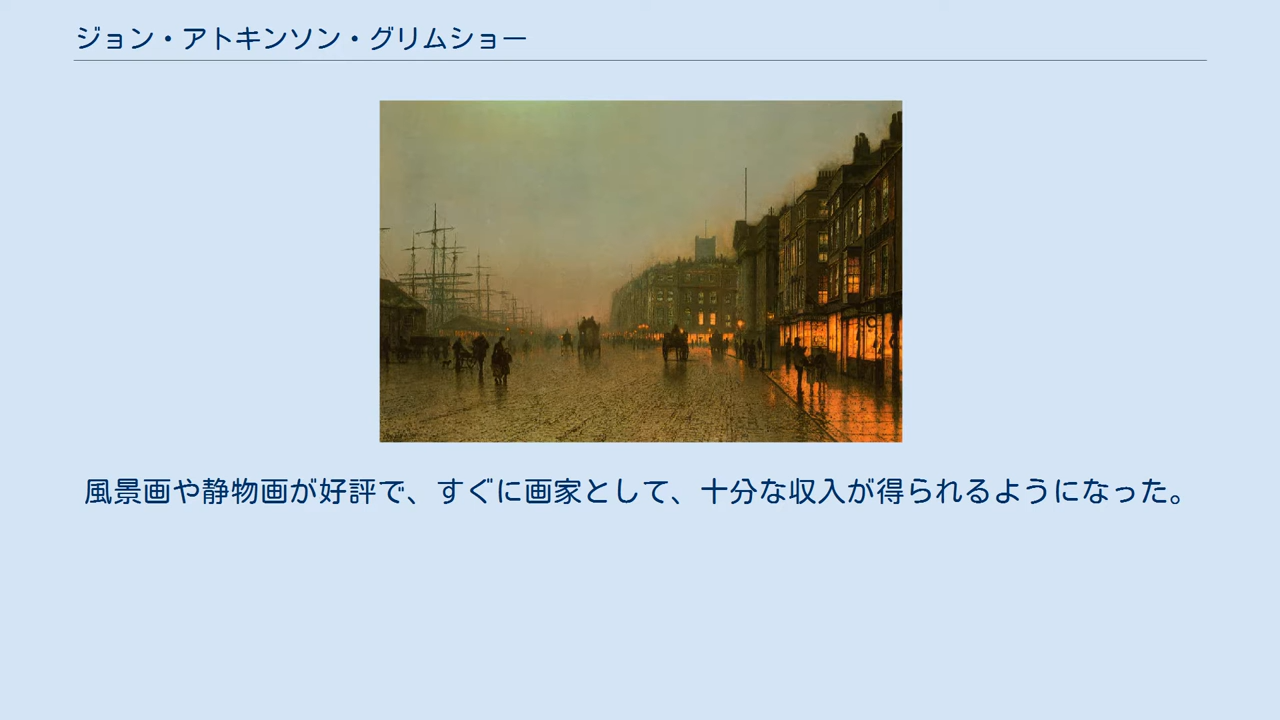 ジョン・アトキンソン・グリムショー
風景画や静物画が好評で、すぐに画家として、十分な収入が得られるようになった。